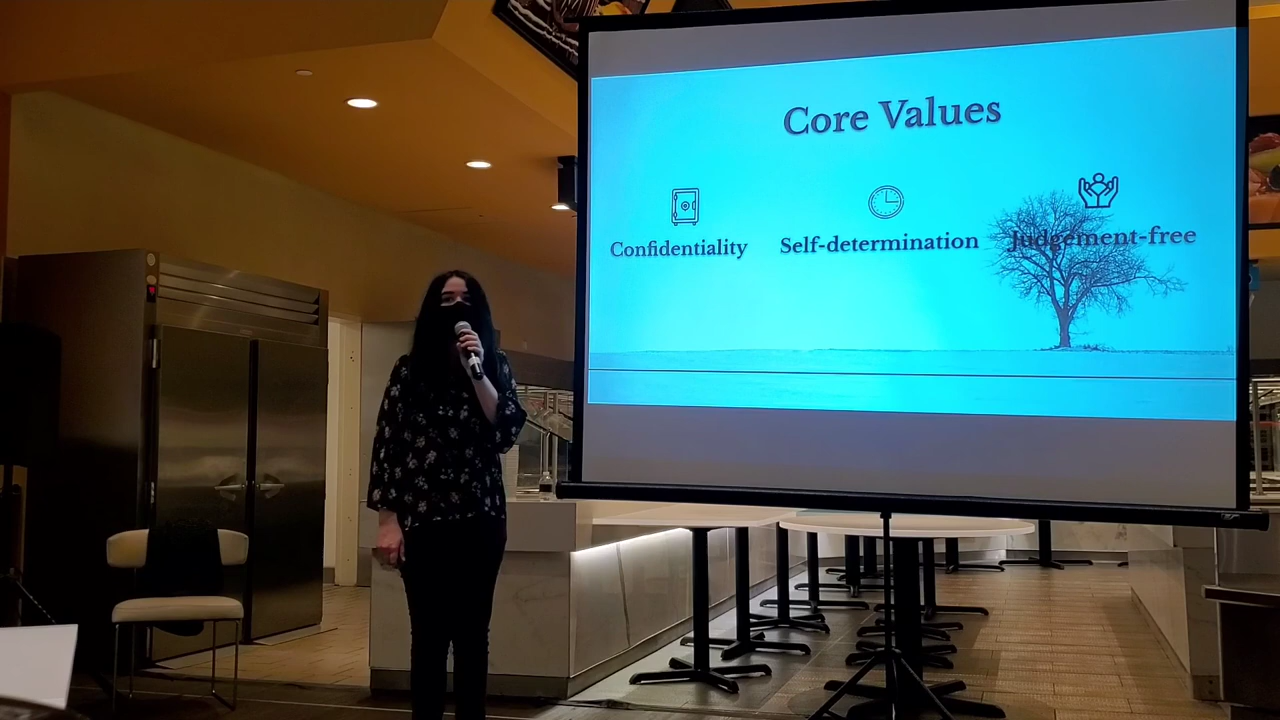 Core Values
Confidentiality
Self-determination
Judgement-free